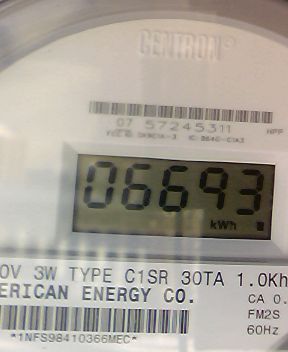 CENTRON®
07 57245311
HPP
06693
kWh
0V 3W TYPE C1SR 30TA 1.0Kh
ERICAN ENERGY CO.
CA 0.
FM2S
60Hz
*1NFS98410366MEC*